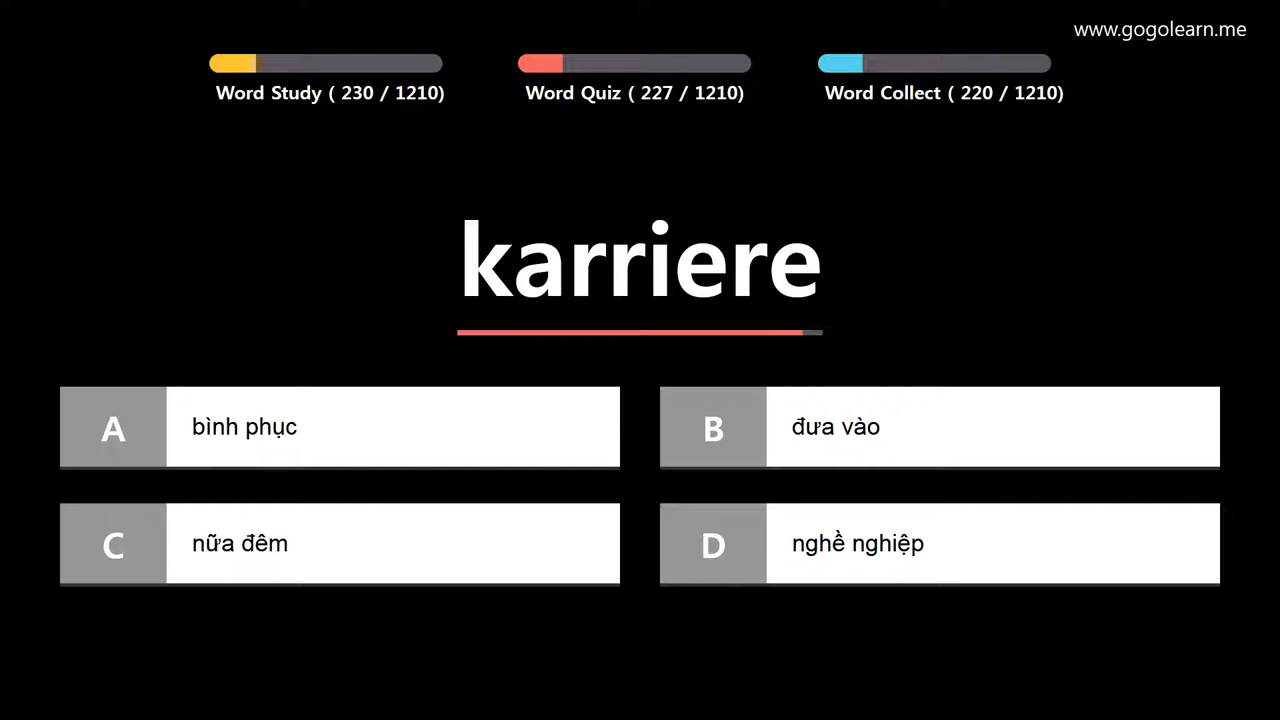 www.gogolearn.me
Word Study ( 230 / 1210)
Word Quiz ( 227 / 1210)
Word Collect ( 220 / 1210)
karriere
A
bình phục
B
đưa vào
C
nữa đêm
D
nghề nghiệp